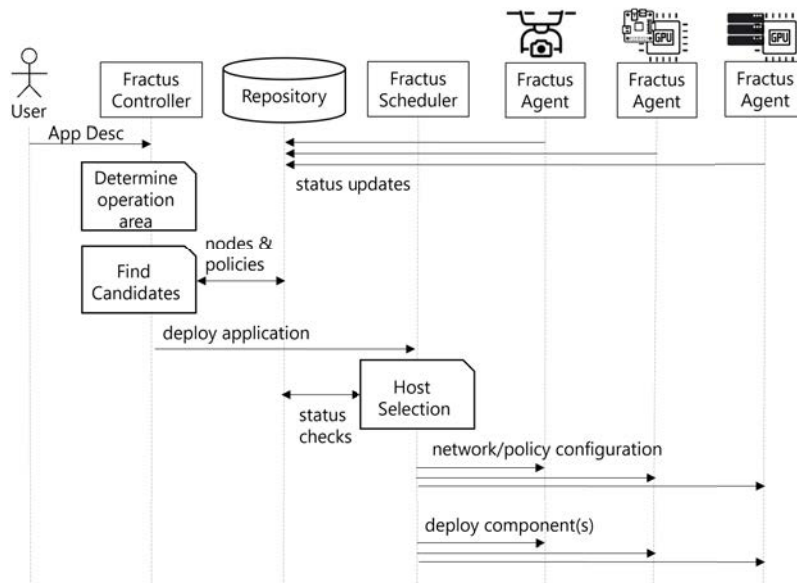 GPU
GPU
User
Fractus
Controller
Repository
Fractus
Scheduler
Fractus
Agent
Fractus
Agent
Fractus
Agent
App Desc
status updates
Determine
operation
area
nodes &
policies
Find
Candidates
deploy application
Host
Selection
status
checks
network/policy configuration
deploy component(s)